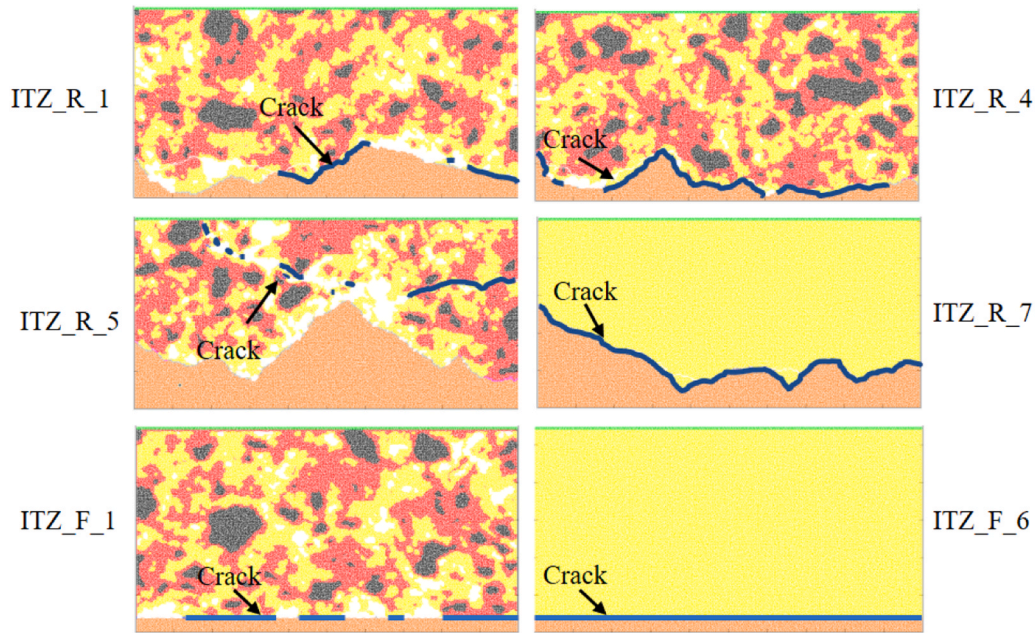 ITZ_R_1
Crack
Crack
ITZ_R_4
ITZ_R_5
Crack
Crack
ITZ_R_7
ITZ_F_1
Crack
Crack
ITZ_F_6